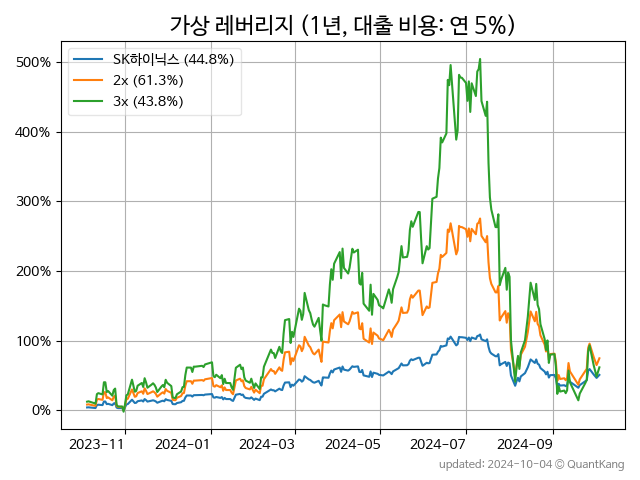 가상 레버리지 (1년, 대출 비용: 연 5%)
SK하이닉스 (44.8%)
2x (61.3%)
3x (43.8%)
500%
400%
300%
200%
100%
0%
2023-11 2024-01 2024-03 2024-05 2024-07 2024-09
updated: 2024-10-04 © QuantKang